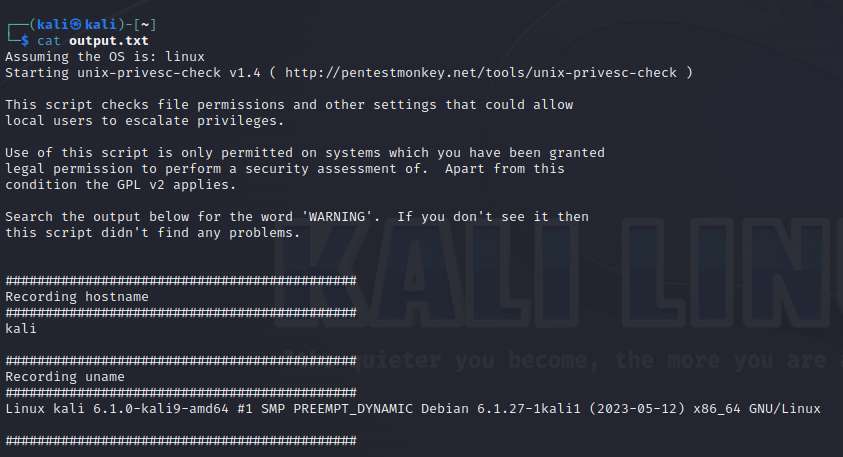 ┌──(kali㉿kali)-[~]
└─$ cat output.txt
Assuming the OS is: linux
Starting unix-privesc-check v1.4 ( http://pentestmonkey.net/tools/unix-privesc-check )
This script checks file permissions and other settings that could allow
local users to escalate privileges.
Use of this script is only permitted on systems which you have been granted
legal permission to perform a security assessment of.  Apart from this
condition the GPL v2 applies.
Search the output below for the word 'WARNING'.  If you don't see it then
this script didn't find any problems.
############################################
Recording hostname
############################################
kali
############################################
Recording uname
############################################
Linux kali 6.1.0-kali9-amd64 #1 SMP PREEMPT_DYNAMIC Debian 6.1.27-1kali1 (2023-05-12) x86_64 GNU/Linux
############################################
KALI LIN
quieter you become, the more you are